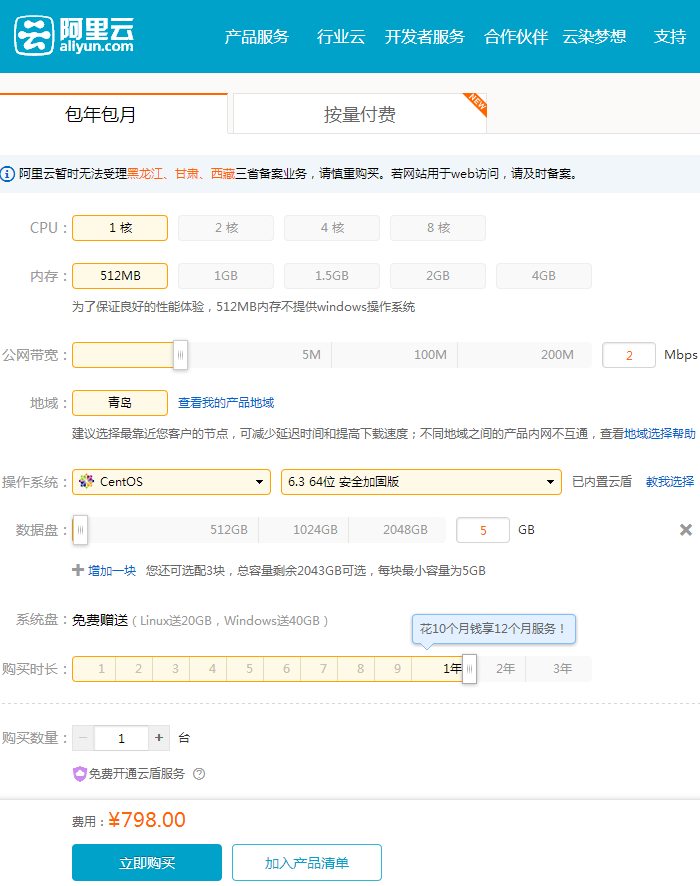 阿里云
aliyun.com
产品服务 行业云 开发者服务 合作伙伴 云染梦想 支持
包年包月 按量付费 NEW
阿里云暂时无法受理黑龙江、甘肃、西藏三省备案业务，请慎重购买。若网站用于web访问，请及时备案。
CPU： 1 核 2 核 4 核 8 核
内存： 512MB 1GB 1.5GB 2GB 4GB
为了保证良好的性能体验，512MB内存不提供windows操作系统
公网带宽： 5M 100M 200M 2 Mbps
地域： 青岛 查看我的产品地域
建议选择最靠近您客户的节点，可减少延迟时间和提高下载速度；不同地域之间的产品内网不互通，查看地域选择帮助
操作系统： CentOS 6.3 64位 安全加固版 已内置云盾 教我选择
数据盘： 512GB 1024GB 2048GB 5 GB
增加一块 您还可选配3块，总容量剩余2043GB可选，每块最小容量为5GB
系统盘： 免费赠送（Linux送20GB，Windows送40GB）
花10个月钱享12个月服务！
购买时长： 1 2 3 4 5 6 7 8 9 1年 2年 3年
购买数量： － 1 + 台
免费开通云盾服务 ?
费用：¥798.00
立即购买 加入产品清单